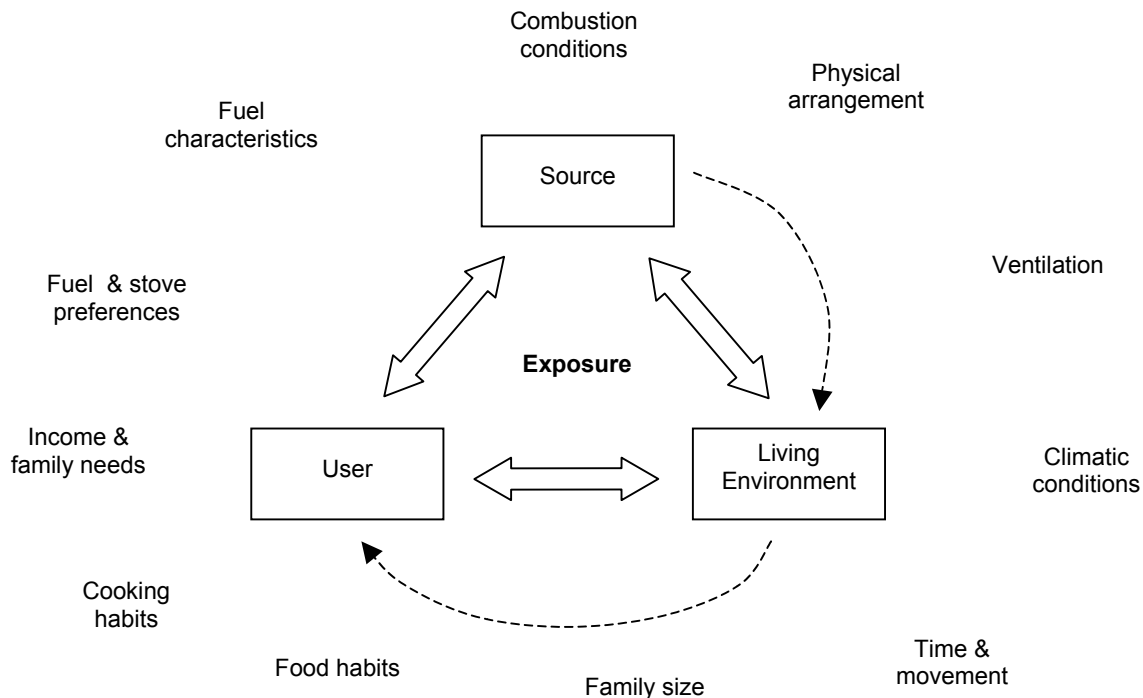 Combustion
conditions
Physical
arrangement
Fuel
characteristics
Source
Ventilation
Fuel & stove
preferences
Exposure
Income &
family needs
User
Living
Environment
Climatic
conditions
Cooking
habits
Food habits
Family size
Time &
movement